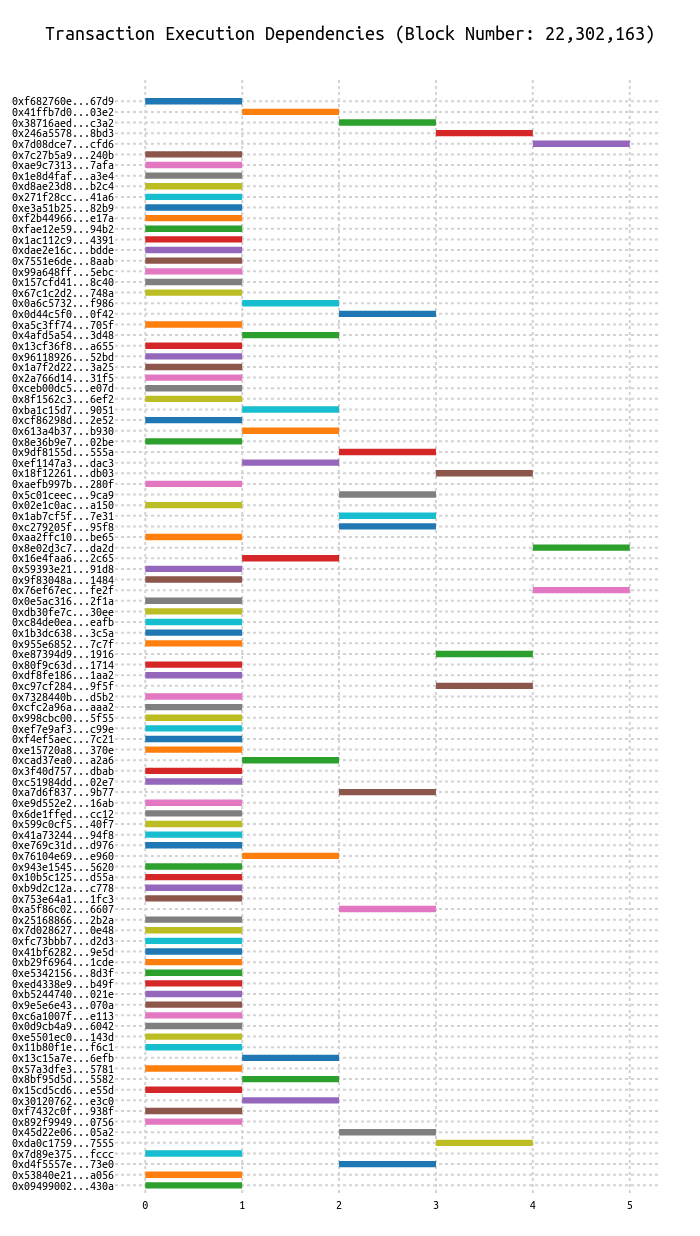 Transaction Execution Dependencies (Block Number: 22,302,163)
0xf682760e...67d9
0x41ffb7d0...03e2
0x38716aed...c3a2
0x246a5578...8bd3
0x7d08dce7...cfd6
0x7c27b5a9...240b
0xae9c7313...7afa
0x1e8d4faf...a3e4
0xd8ae23d8...b2c4
0x271f28cc...41a6
0xe3a51b25...82b9
0xf2b44966...e17a
0xfae12e59...94b2
0x1ac112c9...4391
0xdae2e16c...bdde
0x7551e6de...8aab
0x99a648ff...5ebc
0x157cfd41...8c40
0x67c1c2d2...748a
0x0a6c5732...f986
0x0d44c5f0...0f42
0xa5c3ff74...705f
0x4afd5a54...3d48
0x13cf36f8...a655
0x96118926...52bd
0x1a7f2d22...3a25
0x2a766d14...31f5
0xceb00dc5...e07d
0x8f1562c3...6ef2
0xba1c15d7...9051
0xcf86298d...2e52
0x613a4b37...b930
0x8e36b9e7...02be
0x9df8155d...555a
0xef1147a3...dac3
0x18f12261...db03
0xaefb997b...280f
0x5c01ceec...9ca9
0x02e1c0ac...a150
0x1ab7cf5f...7e31
0xc279205f...95f8
0xaa2ffc10...be65
0x8e02d3c7...da2d
0x16e4faa6...2c65
0x59393e21...91d8
0x9f83048a...1484
0x76ef67ec...fe2f
0x0e5ac316...2f1a
0xdb30fe7c...30ee
0xc84de0ea...eafb
0x1b3dc638...3c5a
0x955e6852...7c7f
0xe87394d9...1916
0x80f9c63d...1714
0xdf8fe186...1aa2
0xc97cf284...9f5f
0x7328440b...d5b2
0xcfc2a96a...aaa2
0x998cbc00...5f55
0xef7e9af3...c99e
0xf4ef5aec...7c21
0xe15720a8...370e
0xcad37ea0...a2a6
0x3f40d757...dbab
0xc51984dd...02e7
0xa7d6f837...9b77
0xe9d552e2...16ab
0x6de1ffed...cc12
0x599c0cf5...40f7
0x41a73244...94f8
0xe769c31d...d976
0x76104e69...e960
0x943e1545...5620
0x10b5c125...d55a
0xb9d2c12a...c778
0x753e64a1...1fc3
0xa5f86c02...6607
0x25168866...2b2a
0x7d028627...0e48
0xfc73bbb7...d2d3
0x41bf6282...9e5d
0xb29f6964...1cde
0xe5342156...8d3f
0xed4338e9...b49f
0xb5244740...021e
0x9e5e6e43...070a
0xc6a1007f...e113
0x0d9cb4a9...6042
0xe5501ec0...143d
0x11b80f1e...f6c1
0x13c15a7e...6efb
0x57a3dfe3...5781
0x8bf95d5d...5582
0x15cd5cd6...e55d
0x30120762...e3c0
0xf7432c0f...938f
0x892f9949...0756
0x45d22e06...05a2
0xda0c1759...7555
0x7d89e375...fccc
0xd4f5557e...73e0
0x53840e21...a056
0x09499002...430a
0 1 2 3 4 5